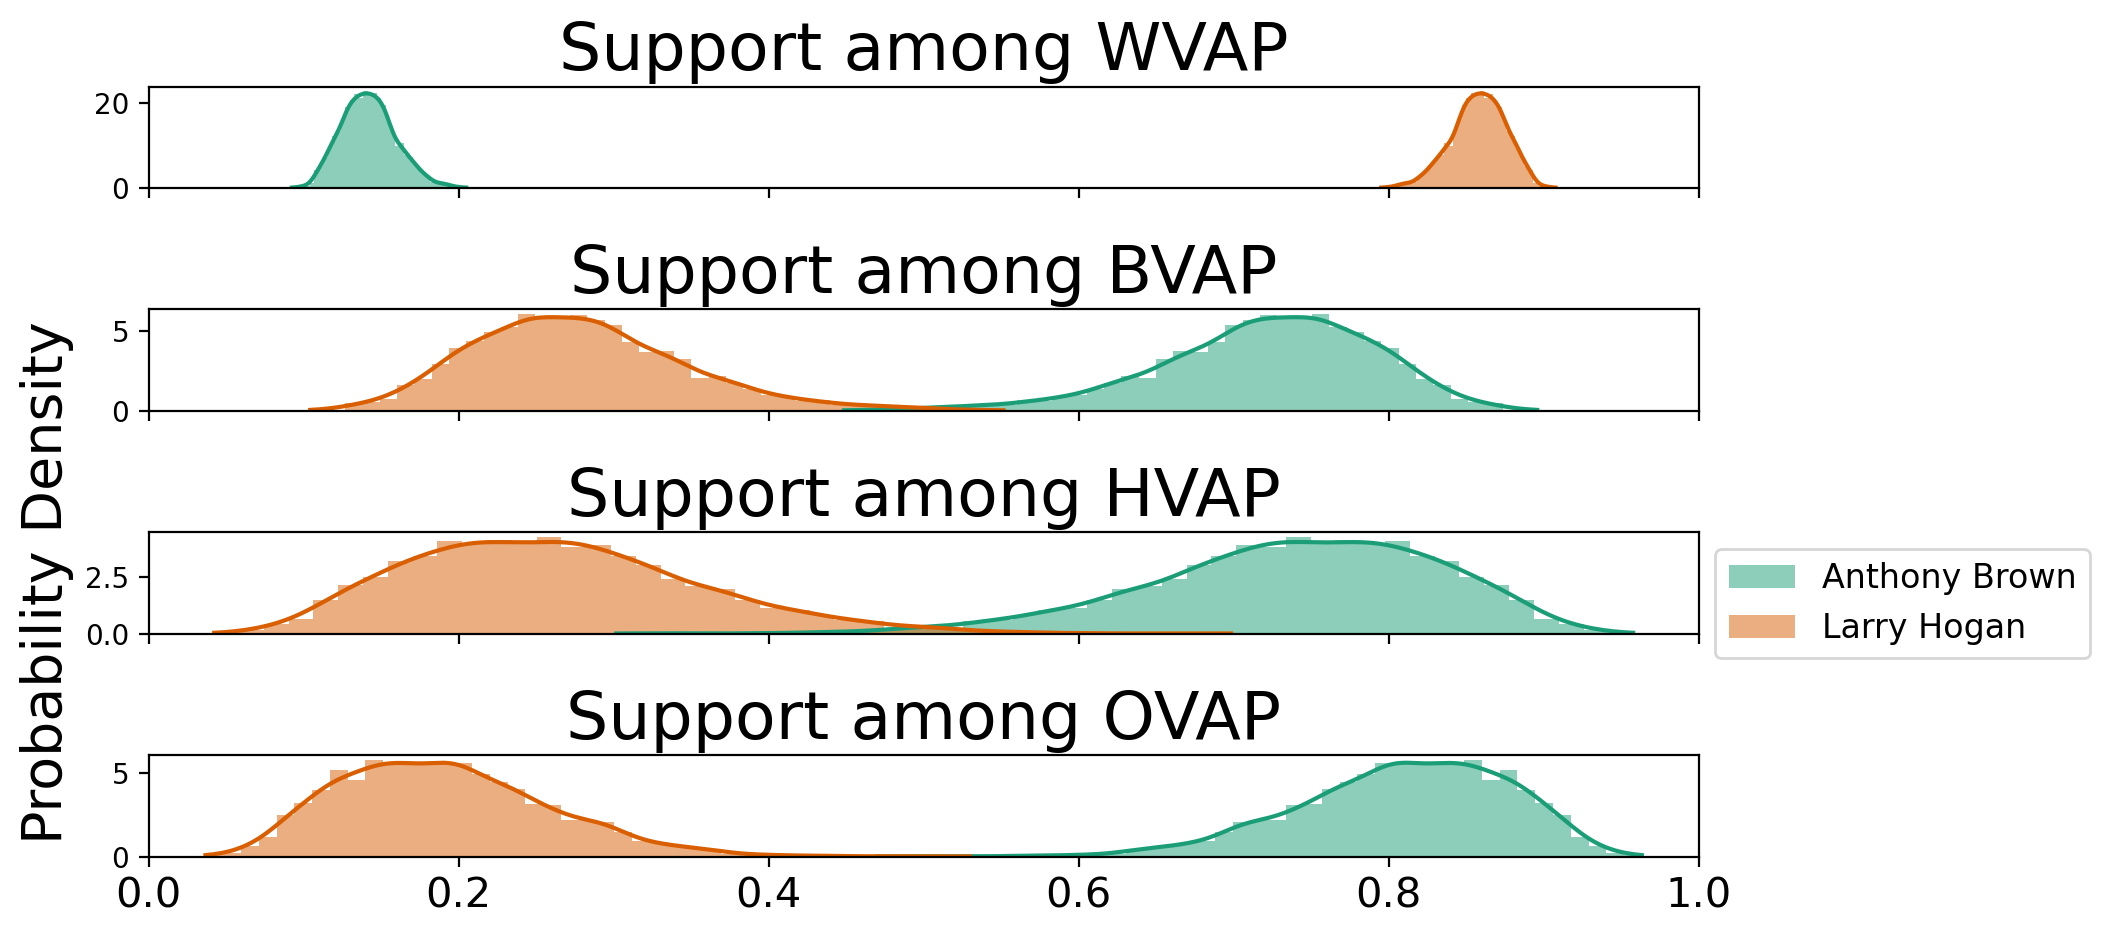 Support among WVAP
20
0
Support among BVAP
5
0
Support among HVAP
2.5
0.0
Support among OVAP
5
0
0.0 0.2 0.4 0.6 0.8 1.0
Probability Density
Anthony Brown
Larry Hogan